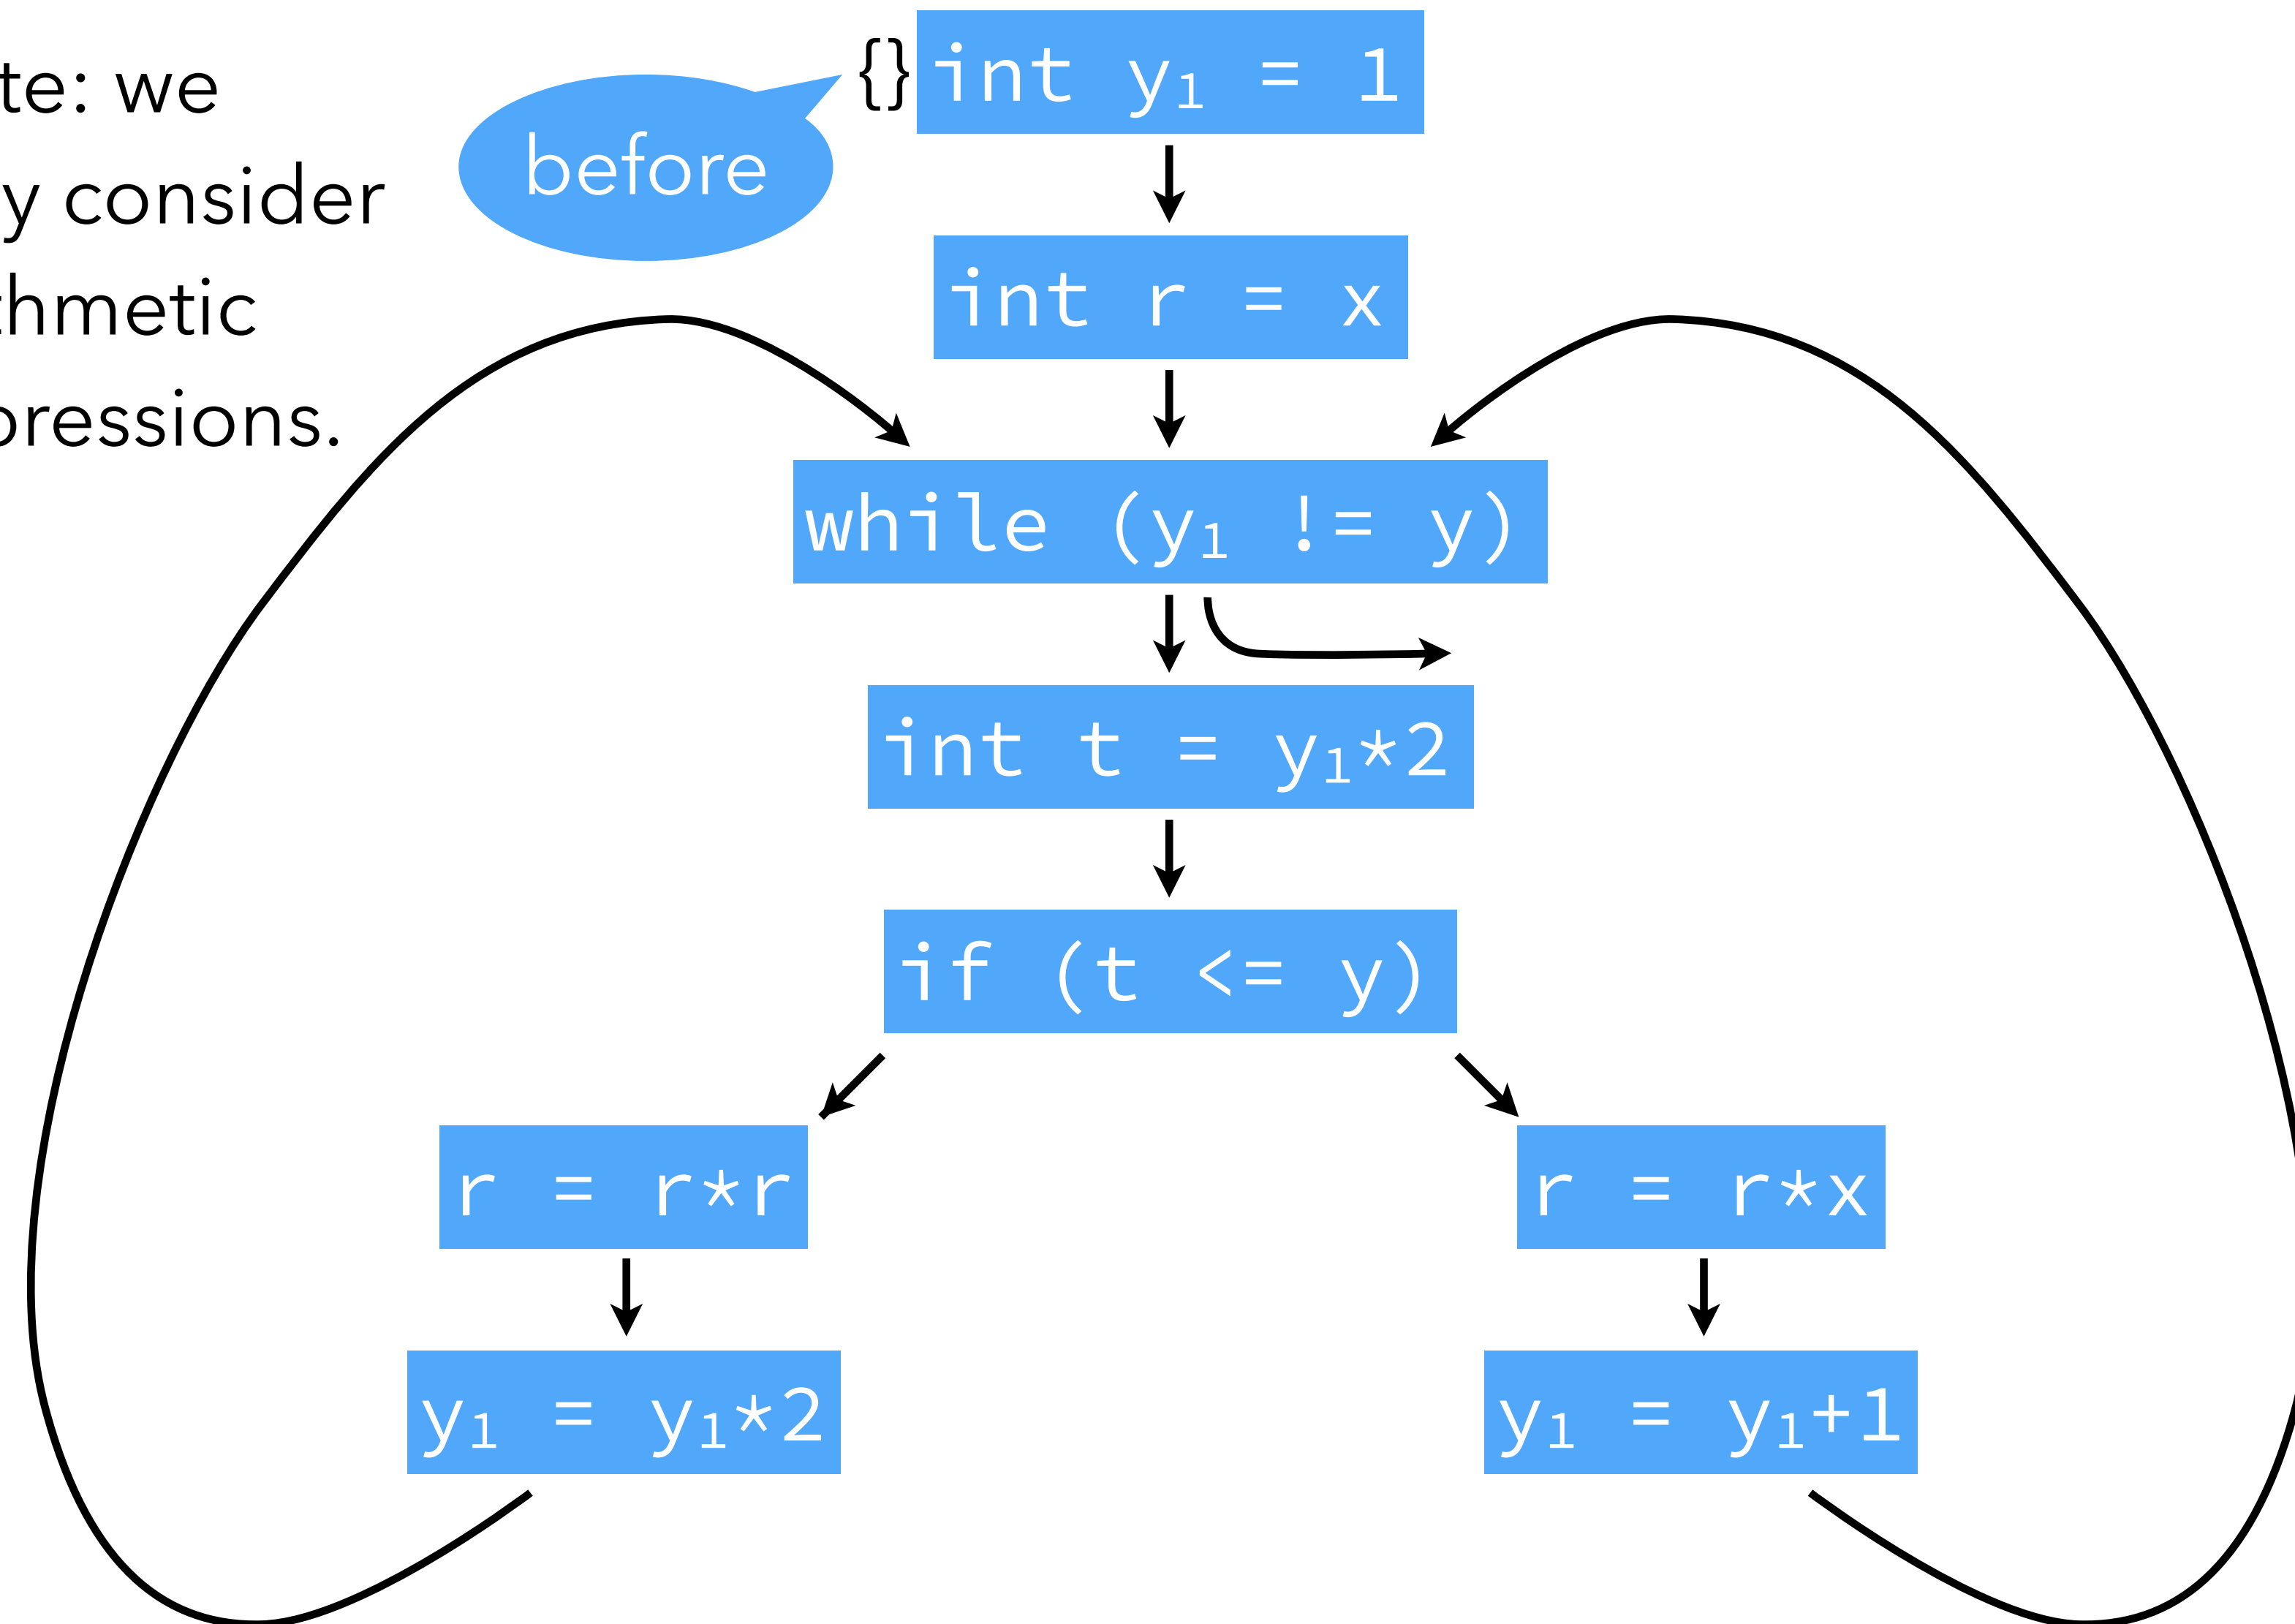 te: we
y consider
hmetic
ressions.
before
{}
int y₁ = 1
int r = x
while (y₁ != y)
int t = y₁*2
if (t <= y)
r = r*r
r = r*x
y₁ = y₁*2
y₁ = y₁+1